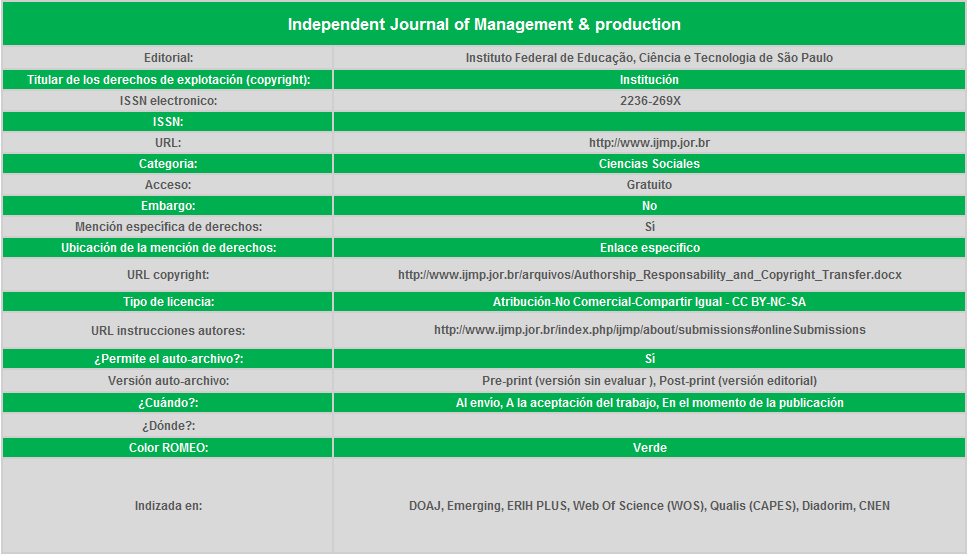 Independent Journal of Management & production
Editorial: Instituto Federal de Educação, Ciência e Tecnologia de São Paulo
Titular de los derechos de explotación (copyright): Institución
ISSN electronico: 2236-269X
ISSN:
URL: http://www.ijmp.jor.br
Categoria: Ciencias Sociales
Acceso: Gratuito
Embargo: No
Mención específica de derechos: Sí
Ubicación de la mención de derechos: Enlace especifico
URL copyright: http://www.ijmp.jor.br/arquivos/Authorship_Responsability_and_Copyright_Transfer.docx
Tipo de licencia: Atribución-No Comercial-Compartir Igual - CC BY-NC-SA
URL instrucciones autores: http://www.ijmp.jor.br/index.php/ijmp/about/submissions#onlineSubmissions
¿Permite el auto-archivo?: Sí
Versión auto-archivo: Pre-print (versión sin evaluar ), Post-print (versión editorial)
¿Cuándo?: Al envío, A la aceptación del trabajo, En el momento de la publicación
¿Dónde?:
Color ROMEO: Verde
Indizada en: DOAJ, Emerging, ERIH PLUS, Web Of Science (WOS), Qualis (CAPES), Diadorim, CNEN